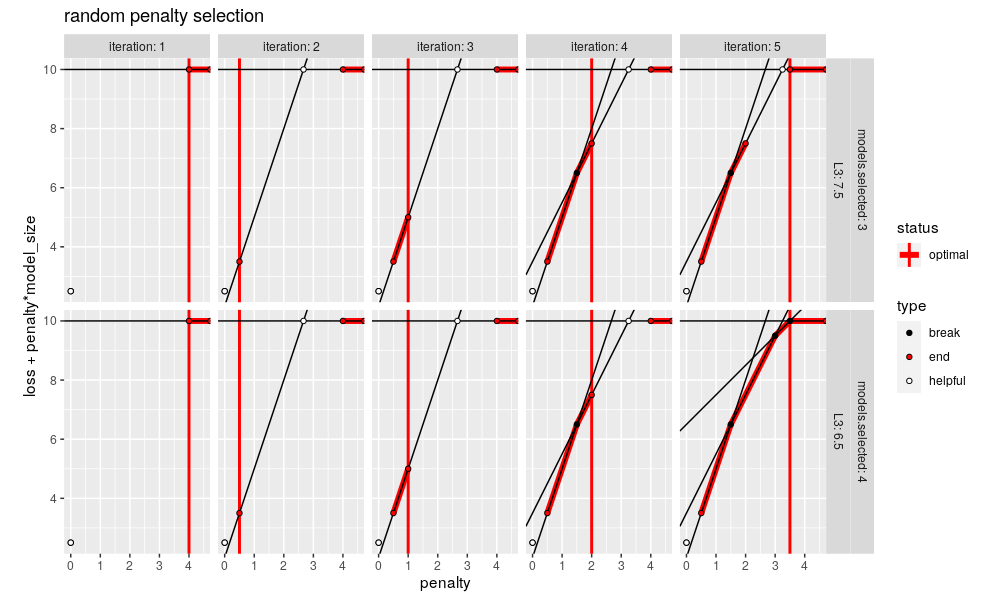 random penalty selection
iteration: 1
iteration: 2
iteration: 3
iteration: 4
iteration: 5
10
8
6
4
models.selected: 3
L3: 7.5
10
8
6
4
models.selected: 4
L3: 6.5
0 1 2 3 4
0 1 2 3 4
0 1 2 3 4
0 1 2 3 4
0 1 2 3 4
penalty
loss + penalty*model_size
status
optimal
type
break
end
helpful